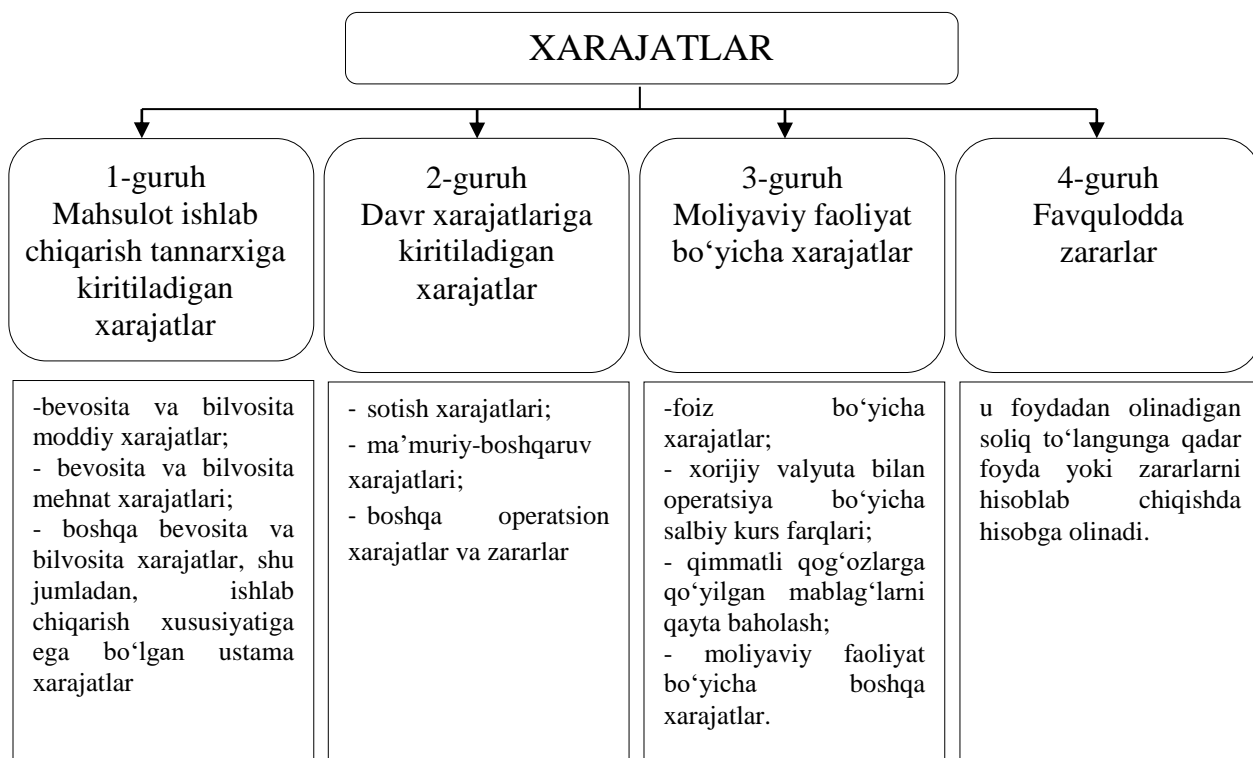 XARAJATLAR
1-guruh
Mahsulot ishlab
chiqarish tannarxiga
kiritiladigan
xarajatlar
2-guruh
Davr xarajatlariga
kiritiladigan
xarajatlar
3-guruh
Moliyaviy faoliyat
bo‘yicha xarajatlar
4-guruh
Favqulodda
zararlar
-bevosita va bilvosita
moddiy xarajatlar;
- bevosita va bilvosita
mehnat xarajatlari;
- boshqa bevosita va
bilvosita xarajatlar, shu
jumladan, ishlab
chiqarish xususiyatiga
ega bo‘lgan ustama
xarajatlar
- sotish xarajatlari;
- ma’muriy-boshqaruv
xarajatlari;
- boshqa operatsion
xarajatlar va zararlar
-foiz bo‘yicha
xarajatlar;
- xorijiy valyuta bilan
operatsiya bo‘yicha
salbiy kurs farqlari;
- qimmatli qog‘ozlarga
qo‘yilgan mablag‘larni
qayta baholash;
- moliyaviy faoliyat
bo‘yicha boshqa
xarajatlar.
u foydadan olinadigan
soliq to‘langunga qadar
foyda yoki zararlarni
hisoblab chiqishda
hisobga olinadi.